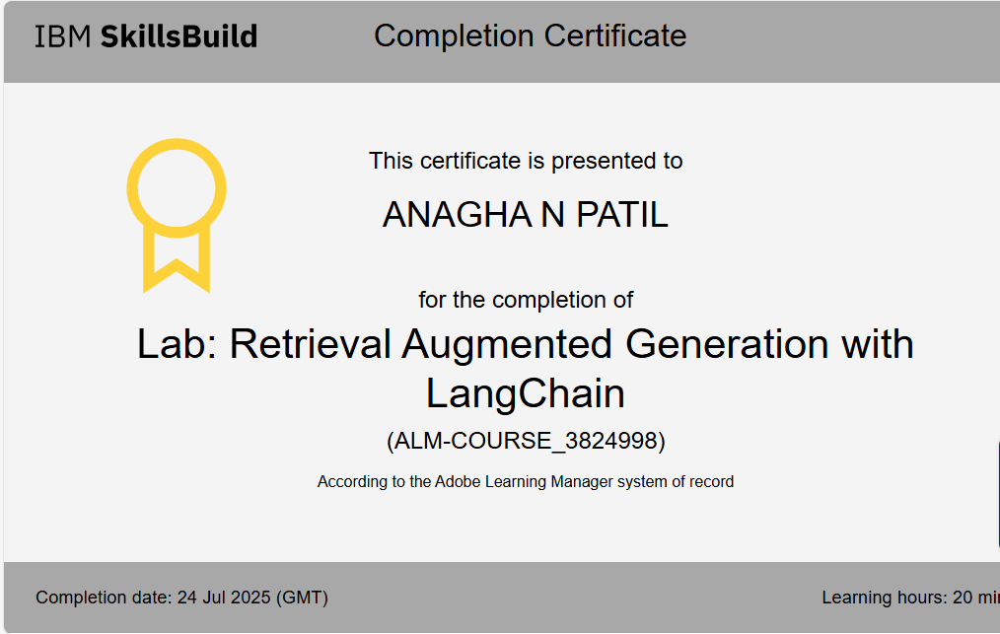 IBM SkillsBuild
Completion Certificate
This certificate is presented to
ANAGHA N PATIL
for the completion of
Lab: Retrieval Augmented Generation with
LangChain
(ALM-COURSE_3824998)
According to the Adobe Learning Manager system of record
Completion date: 24 Jul 2025 (GMT)
Learning hours: 20